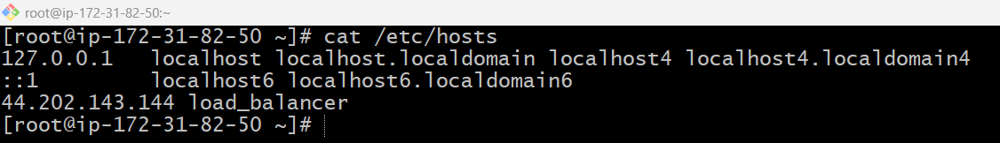 root@ip-172-31-82-50:~
[root@ip-172-31-82-50 ~]# cat /etc/hosts
127.0.0.1   localhost localhost.localdomain localhost4 localhost4.localdomain4
::1         localhost6 localhost6.localdomain6
44.202.143.144 load_balancer
[root@ip-172-31-82-50 ~]#